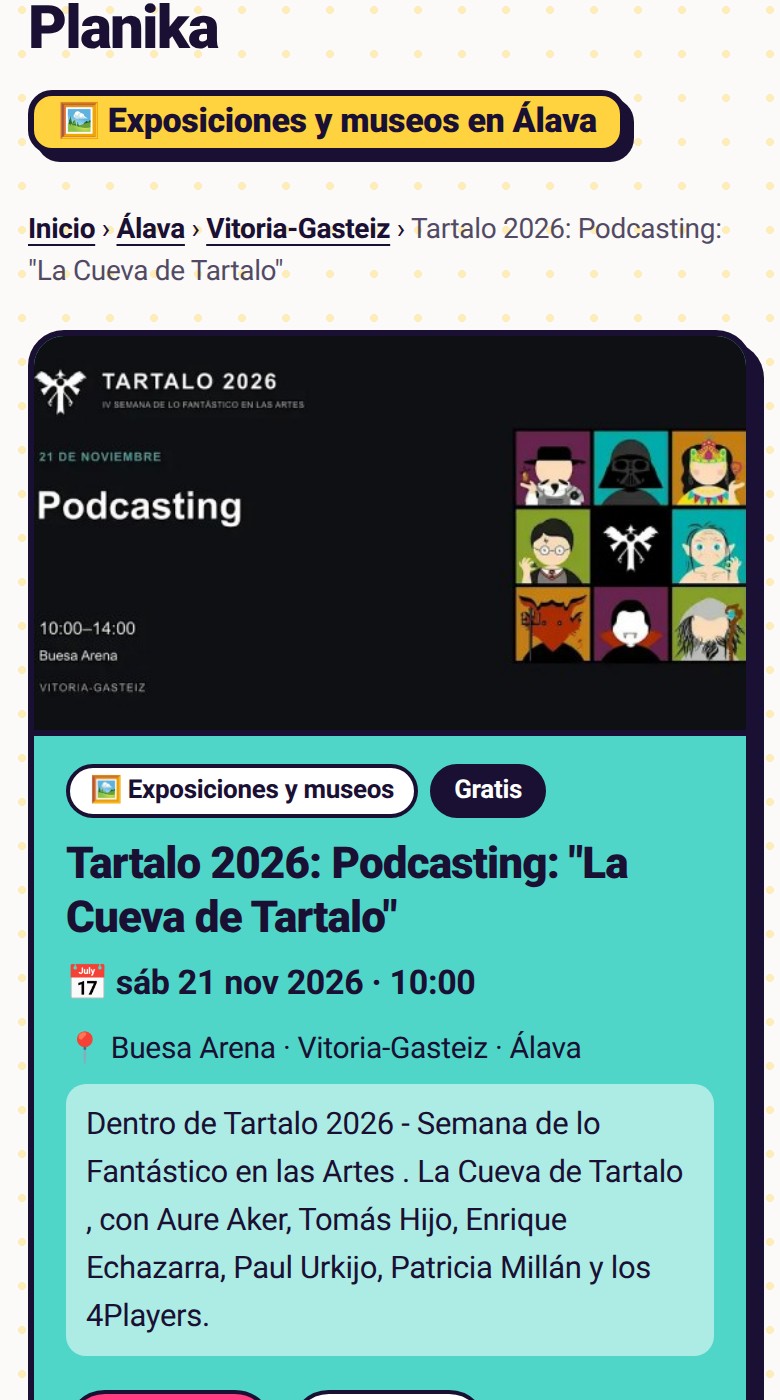 Planika
Exposiciones y museos en Álava
Inicio › Álava › Vitoria-Gasteiz › Tartalo 2026: Podcasting:
"La Cueva de Tartalo"
TARTALO 2026
IV SEMANA DE LO FANTÁSTICO EN LAS ARTES
21 DE NOVIEMBRE
Podcasting
10:00–14:00
Buesa Arena
VITORIA-GASTEIZ
Exposiciones y museos
Gratis
Tartalo 2026: Podcasting: "La
Cueva de Tartalo"
July
17
sáb 21 nov 2026 · 10:00
Buesa Arena · Vitoria-Gasteiz · Álava
Dentro de Tartalo 2026 - Semana de lo
Fantástico en las Artes . La Cueva de Tartalo
, con Aure Aker, Tomás Hijo, Enrique
Echazarra, Paul Urkijo, Patricia Millán y los
4Players.